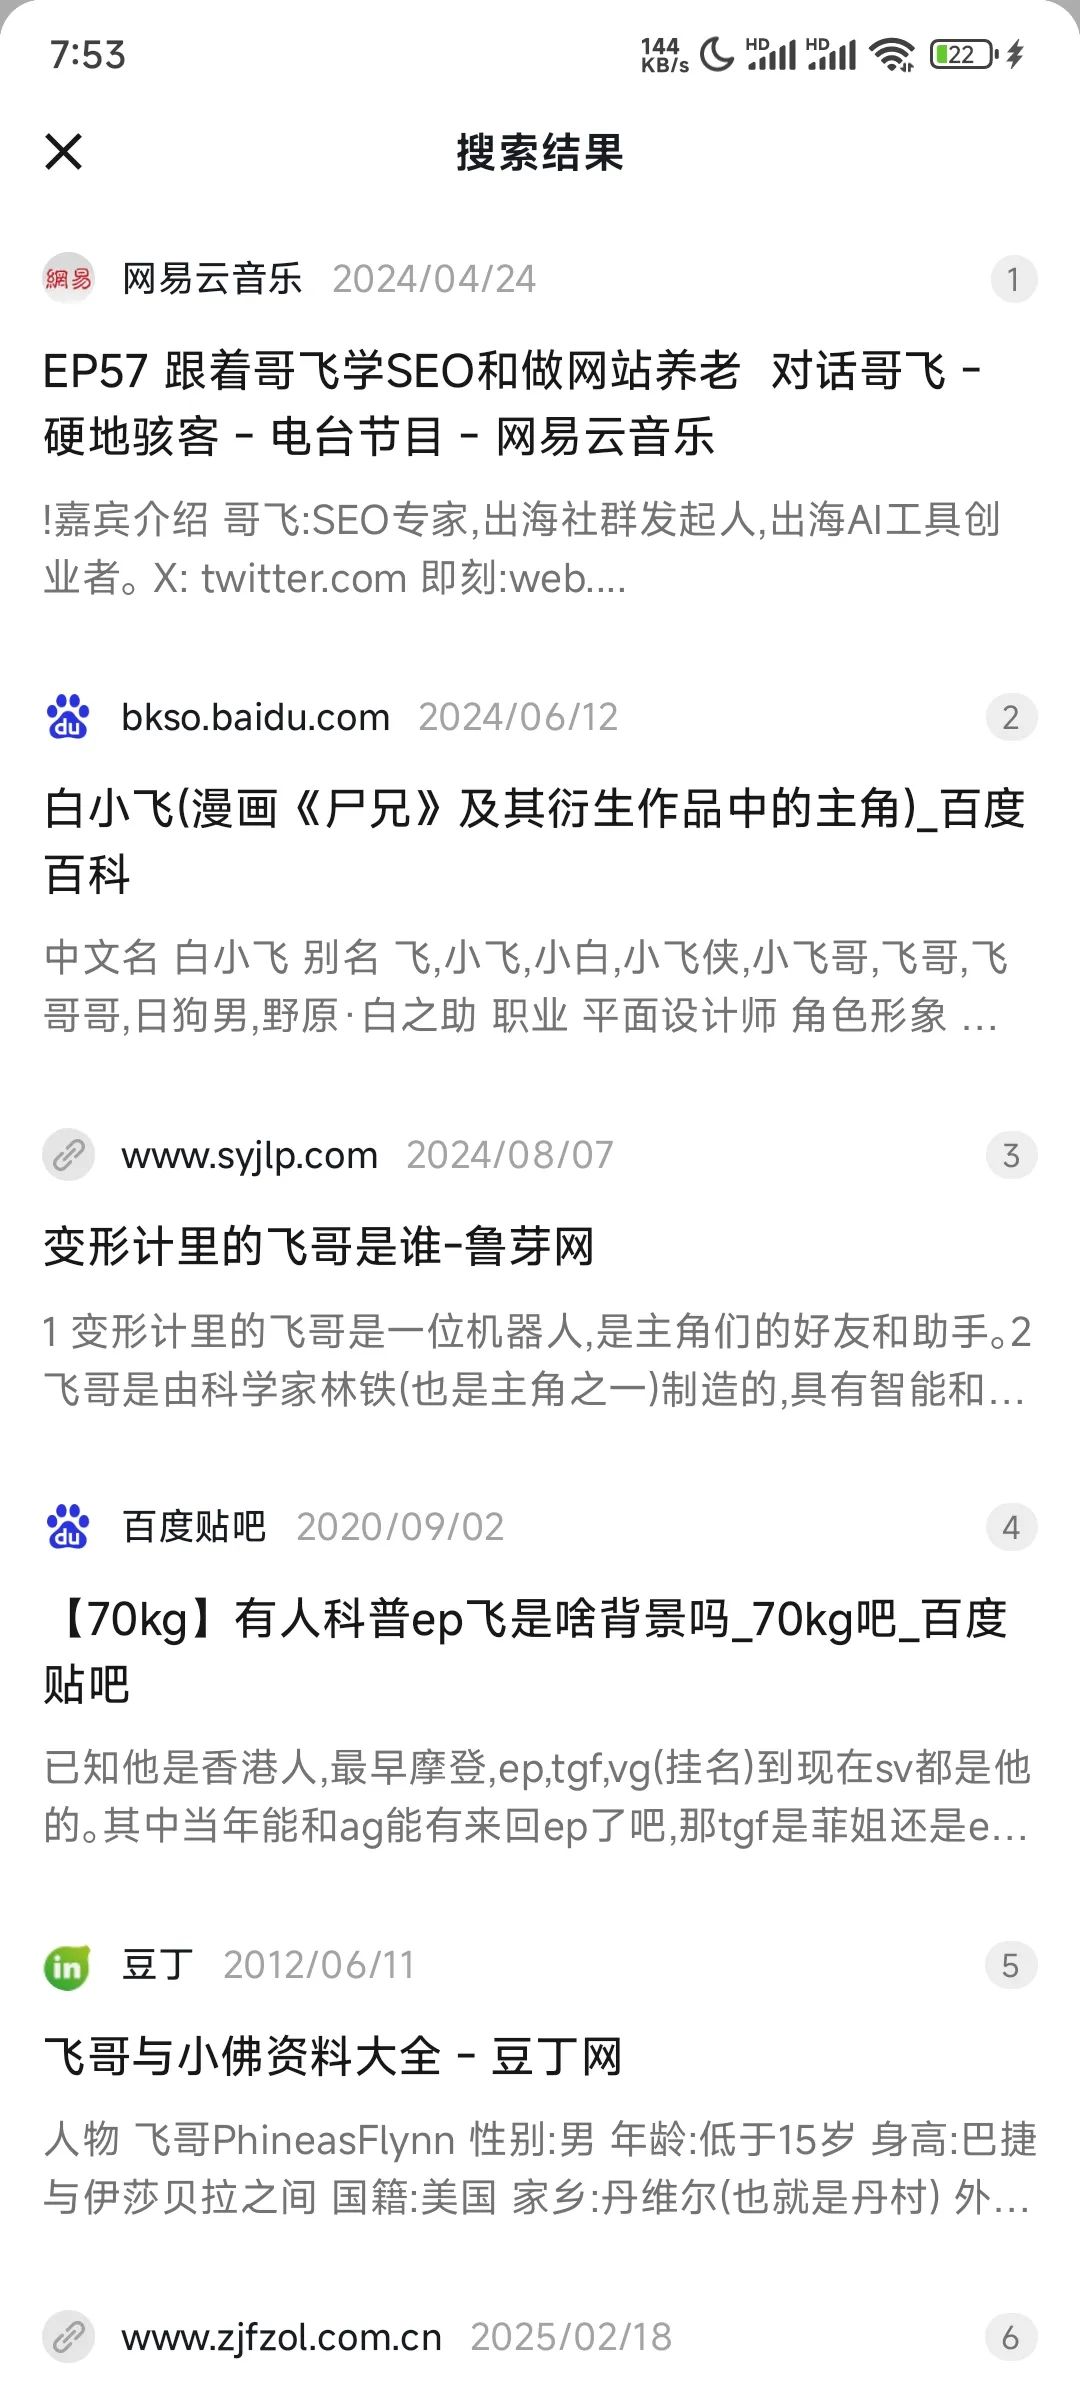 7:53
144 KB/s HD HD 22
搜索结果
網易 网易云音乐 2024/04/24 1
EP57 跟着哥飞学SEO和做网站养老 对话哥飞 -
硬地骇客 - 电台节目 - 网易云音乐
!嘉宾介绍 哥飞:SEO专家,出海社群发起人,出海AI工具创
业者。X: twitter.com 即刻:web....
du bkso.baidu.com 2024/06/12 2
白小飞(漫画《尸兄》及其衍生作品中的主角)_百度
百科
中文名 白小飞 别名 飞,小飞,小白,小飞侠,小飞哥,飞哥,飞
哥哥,日狗男,野原·白之助 职业 平面设计师 角色形象 ...
www.syjlp.com 2024/08/07 3
变形计里的飞哥是谁-鲁芽网
1 变形计里的飞哥是一位机器人,是主角们的好友和助手。2
飞哥是由科学家林铁(也是主角之一)制造的,具有智能和...
du 百度贴吧 2020/09/02 4
【70kg】有人科普ep飞是啥背景吗_70kg吧_百度
贴吧
已知他是香港人,最早摩登,ep,tgf,vg(挂名)到现在sv都是他
的。其中当年能和ag能有来回ep了吧,那tgf是菲姐还是e...
in 豆丁 2012/06/11 5
飞哥与小佛资料大全 - 豆丁网
人物 飞哥PhineasFlynn 性别:男 年龄:低于15岁 身高:巴捷
与伊莎贝拉之间 国籍:美国 家乡:丹维尔(也就是丹村) 外...
www.zjfzol.com.cn 2025/02/18 6